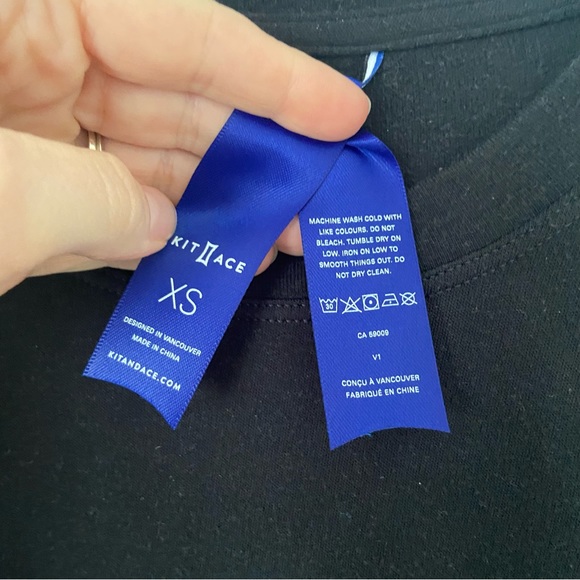 KIT ACE
XS
DESIGNED IN VANCOUVER
MADE IN CHINA
KITANDACE.COM
MACHINE WASH COLD WITH
LIKE COLOURS. DO NOT
BLEACH. TUMBLE DRY ON
LOW. IRON ON LOW TO
SMOOTH THINGS OUT. DO
NOT DRY CLEAN.
30
CA 59009
V1
CONÇU À VANCOUVER
FABRIQUÉ EN CHINE